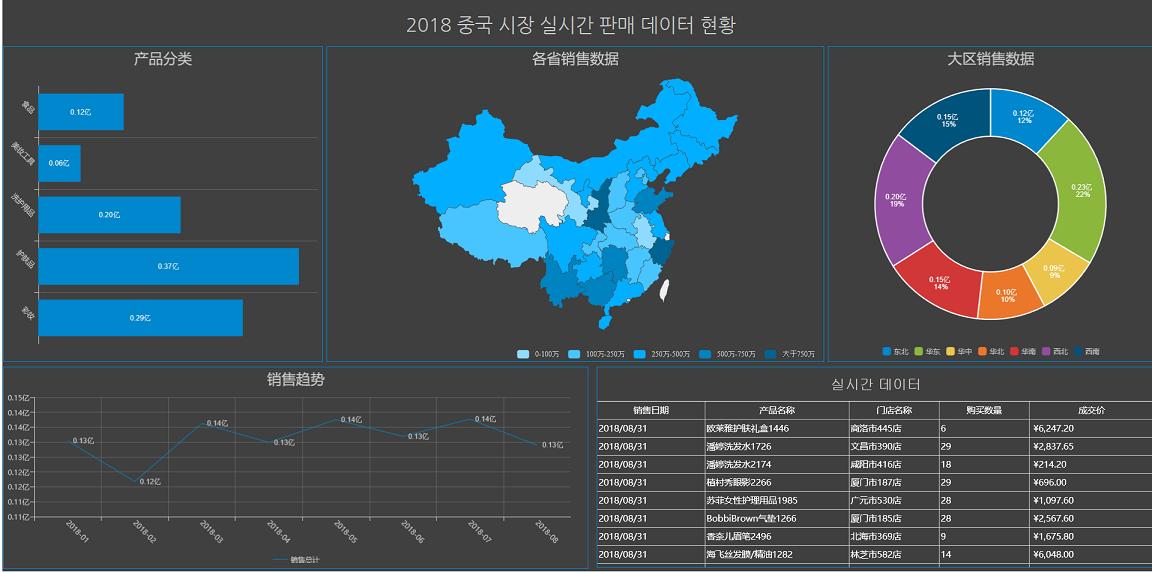 2018 중국 시장 실시간 판매 데이터 현황
产品分类
食品
0.12亿
美妆工具
0.06亿
洗护用品
0.20亿
护肤品
0.37亿
彩妆
0.29亿
各省销售数据
0-100万 100万-250万 250万-500万 500万-750万 大于750万
大区销售数据
0.12亿
12%
0.23亿
22%
0.09亿
9%
0.10亿
10%
0.15亿
14%
0.20亿
19%
0.15亿
15%
东北 华东 华中 华北 华南 西北 西南
销售趋势
0.15亿
0.14亿
0.14亿
0.13亿
0.13亿
0.12亿
0.12亿
0.11亿
0.11亿
0.13亿
0.12亿
0.14亿
0.13亿
0.14亿
0.13亿
0.14亿
0.13亿
2018-01 2018-02 2018-03 2018-04 2018-05 2018-06 2018-07 2018-08
销售总计
실시간 데이터
销售日期 产品名称 门店名称 购买数量 成交价
2018/08/31 欧莱雅护肤礼盒1446 商洛市445店 6 ¥6,247.20
2018/08/31 潘婷洗发水1726 文昌市390店 29 ¥2,837.65
2018/08/31 潘婷洗发水2174 咸阳市416店 18 ¥214.20
2018/08/31 植村秀眼影2266 厦门市187店 29 ¥696.00
2018/08/31 苏菲女性护理用品1985 广元市530店 28 ¥1,097.60
2018/08/31 BobbiBrown气垫1266 厦门市185店 28 ¥2,567.60
2018/08/31 香奈儿眉笔2496 北海市369店 9 ¥1,675.80
2018/08/31 海飞丝发膜/精油1282 林芝市582店 14 ¥6,048.00